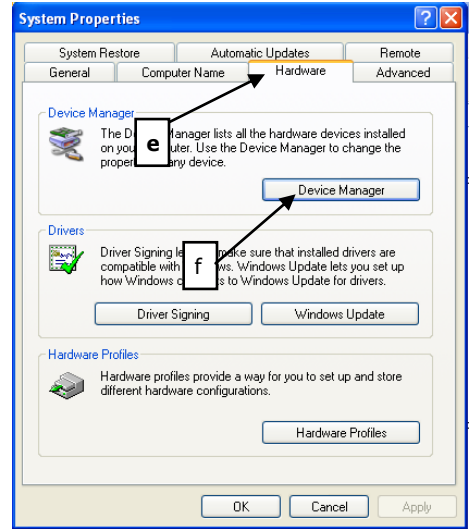 System Properties
System Restore Automatic Updates Remote
General Computer Name Hardware Advanced
Device Manager
The Manager lists all the hardware devices installed
on Use the Device Manager to change the
any device.
e
Device Manager
Drivers
Driver Signing make sure that installed drivers are
compatible with Windows Update lets you set up
how Windows to Windows Update for drivers.
f
Driver Signing Windows Update
Hardware Profiles
Hardware profiles provide a way for you to set up and store
different hardware configurations.
Hardware Profiles
OK Cancel Apply